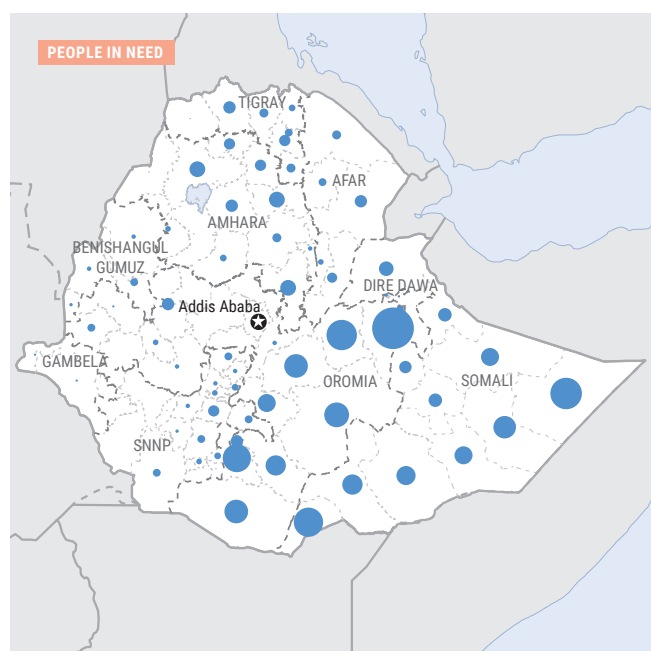 PEOPLE IN NEED
TIGRAY
AFAR
AMHARA
BENISHANGUL
GUMUZ
DIRE DAWA
Addis Ababa
GAMBELA
OROMIA
SOMALI
SNNP